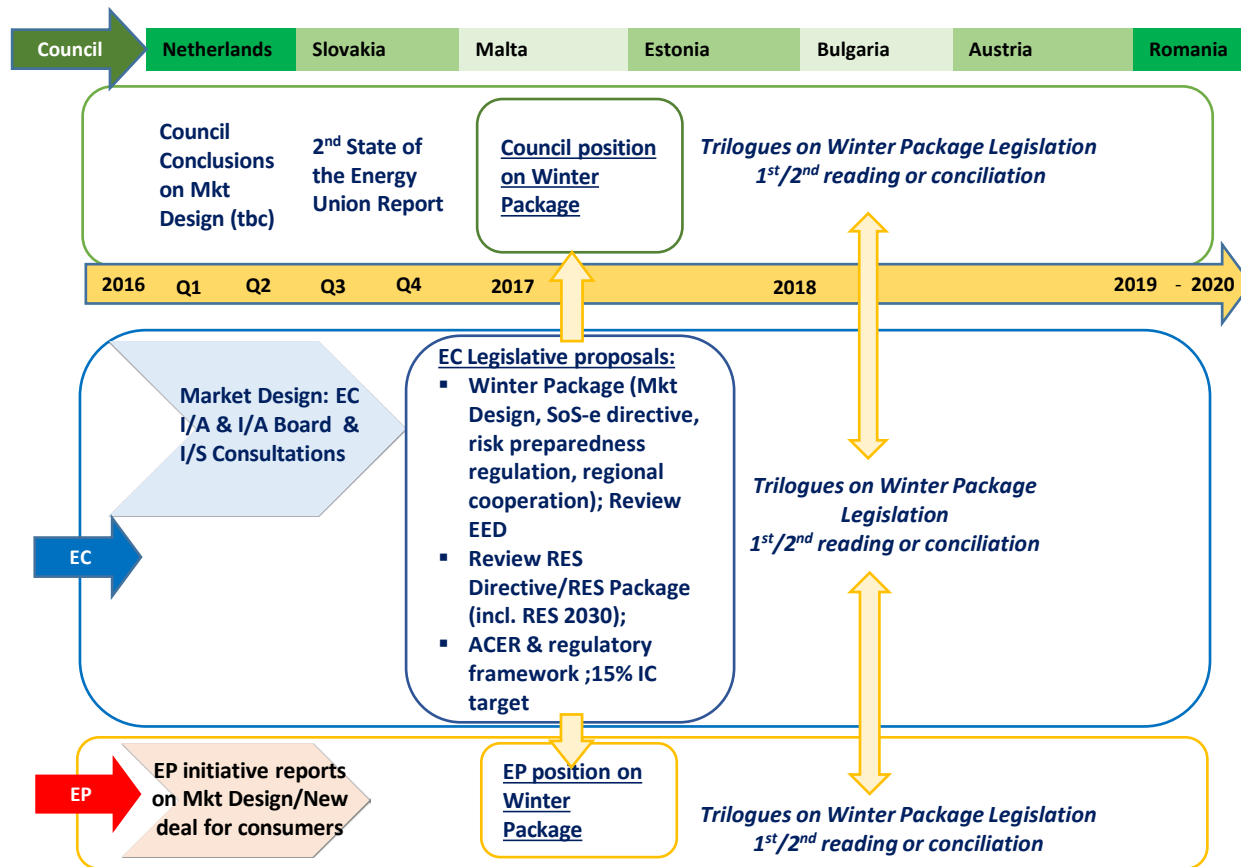 Council
Netherlands Slovakia Malta Estonia Bulgaria Austria Romania
Council
Conclusions
on Mkt
Design (tbc)
2nd State of
the Energy
Union Report
Council position
on Winter
Package
Trilogues on Winter Package Legislation
1st/2nd reading or conciliation
2016 Q1 Q2 Q3 Q4 2017 2018 2019 - 2020
EC
Market Design: EC
I/A & I/A Board &
I/S Consultations
EC Legislative proposals:
▪ Winter Package (Mkt
Design, SoS-e directive,
risk preparedness
regulation, regional
cooperation); Review
EED
▪ Review RES
Directive/RES Package
(incl. RES 2030);
▪ ACER & regulatory
framework ;15% IC
target
Trilogues on Winter Package
Legislation
1st/2nd reading or conciliation
EP
EP initiative reports
on Mkt Design/New
deal for consumers
EP position on
Winter
Package
Trilogues on Winter Package Legislation
1st/2nd reading or conciliation